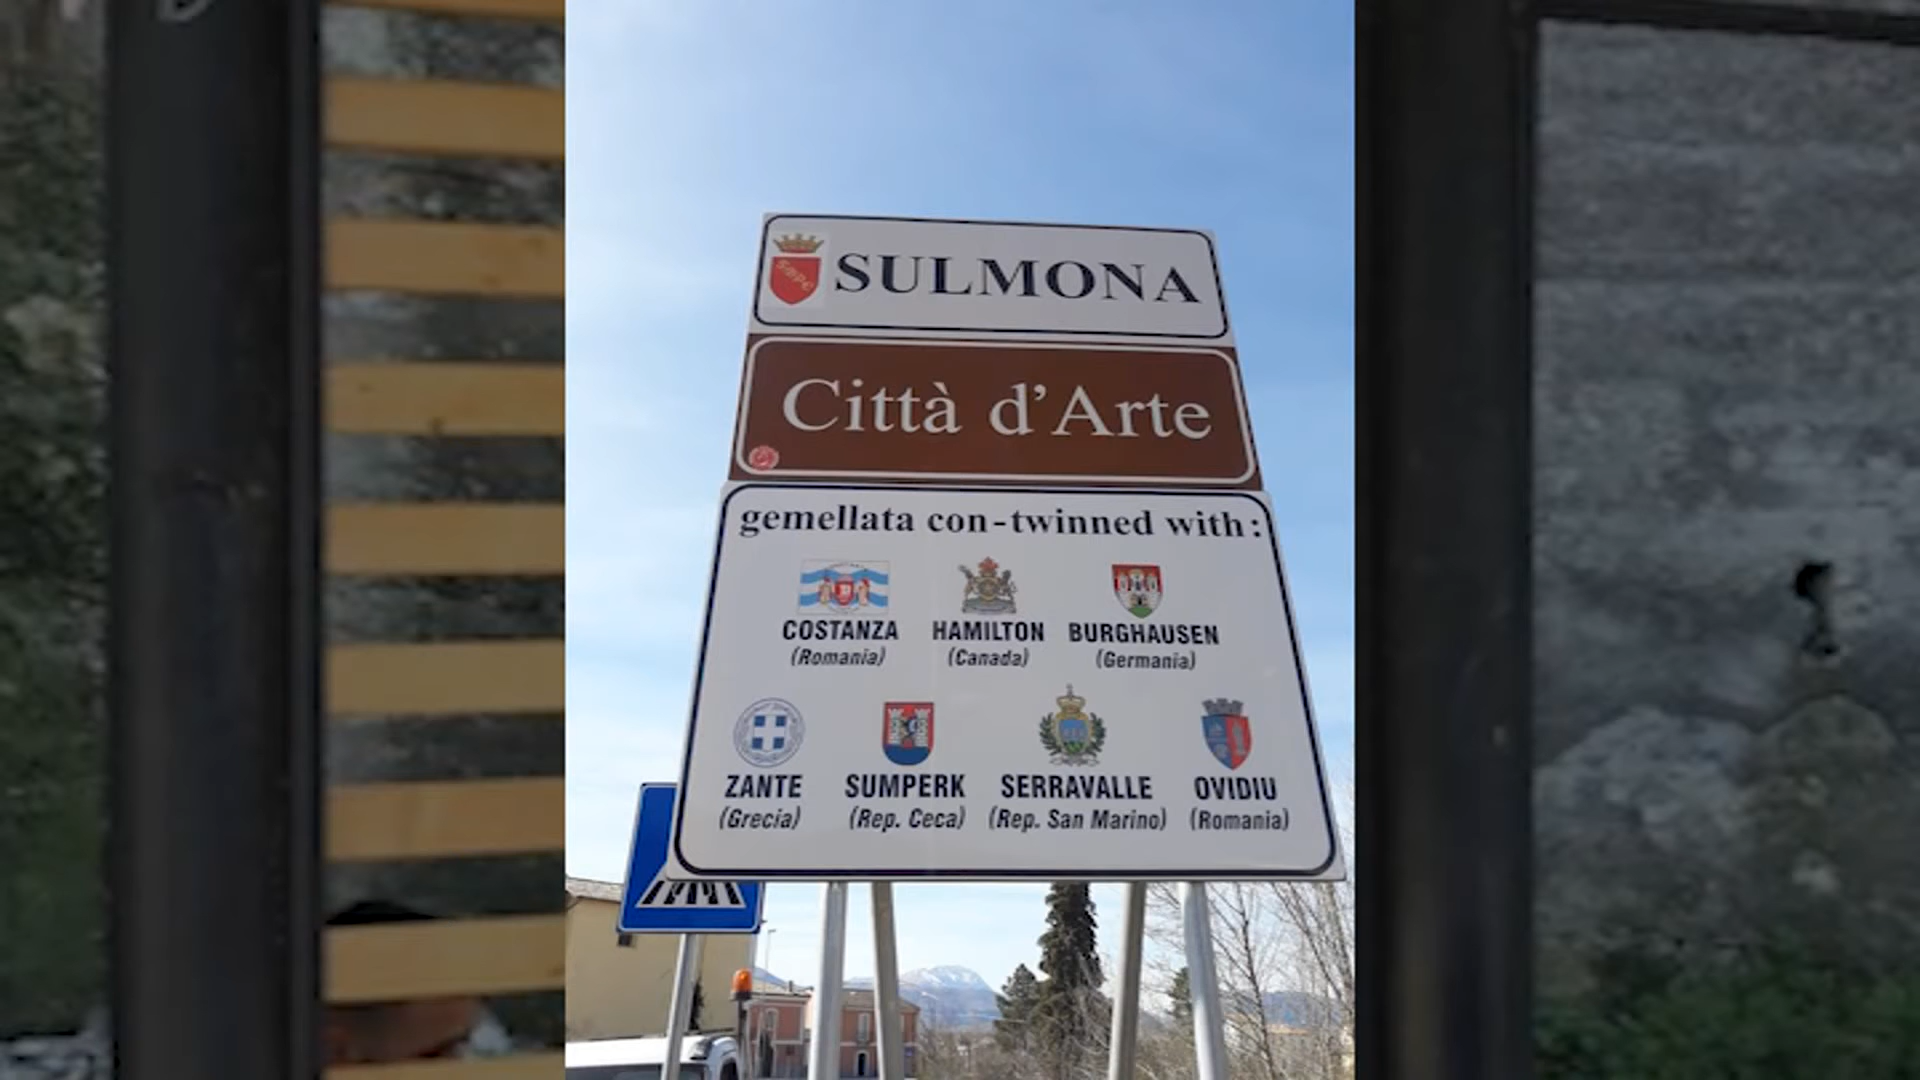 SMPE
SULMONA
Città d'Arte
gemellata con-twinned with:
COSTANZA HAMILTON BURGHAUSEN
(Romania) (Canada) (Germania)
ZANTE SUMPERK SERRAVALLE OVIDIU
(Grecia) (Rep. Ceca) (Rep. San Marino) (Romania)